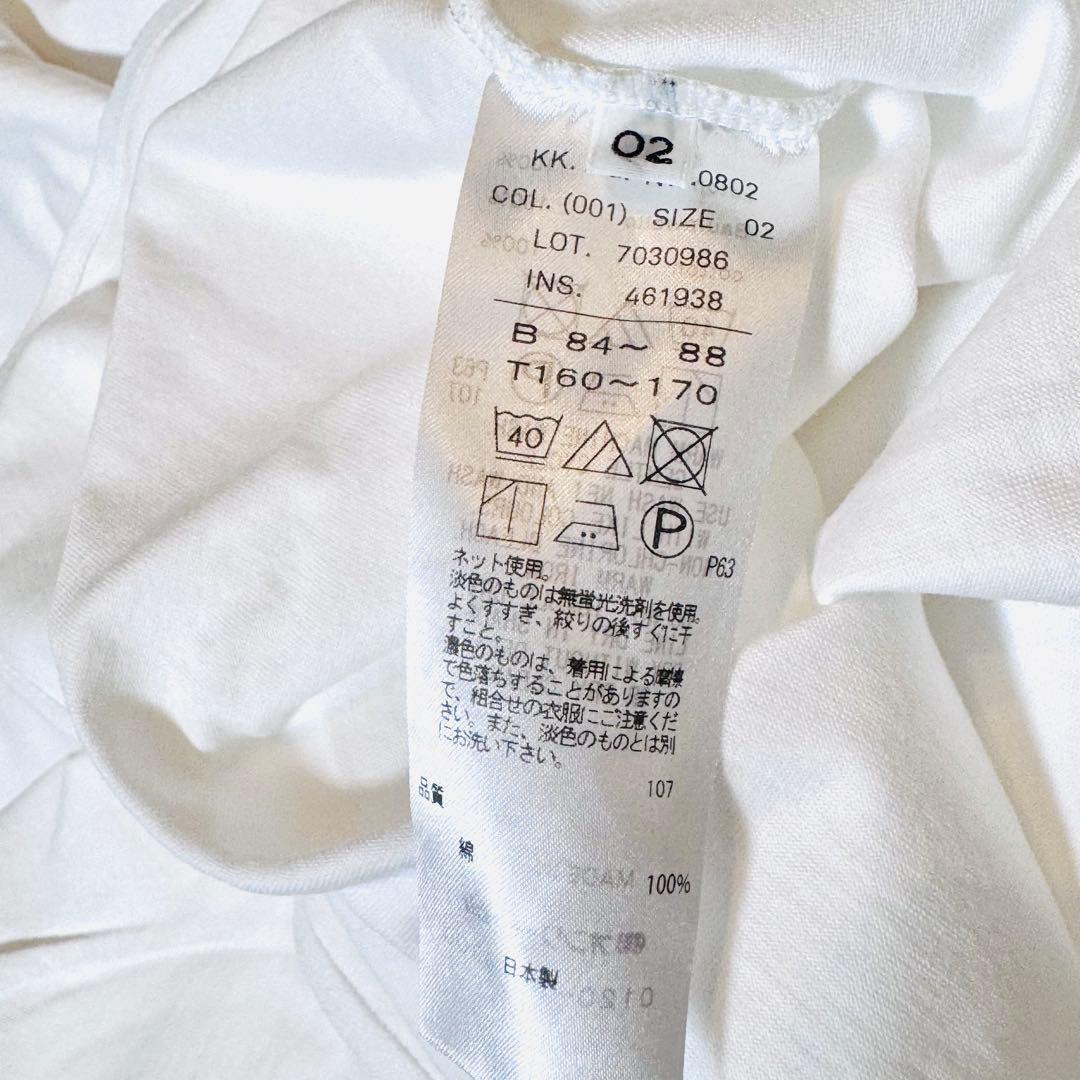 02
KK. .0802
COL. (001) SIZE 02
LOT. 7030986
INS. 461938
B 84～ 88
T160～170
40
P P63
ネット使用。
淡色のものは無蛍光洗剤を使用。
よくすすぎ、絞りの後すぐに干
すこと。
濃色のものは、着用による摩擦
で色落ちすることがありますの
で、組合せの衣服にご注意くだ
さい。また、淡色のものとは別
にお洗い下さい。
107
品質
綿 100%
日本製